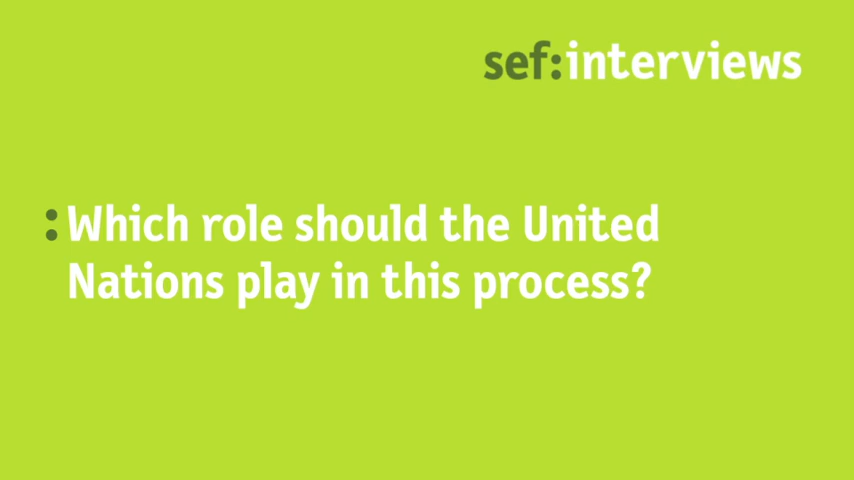 sef:interviews
:Which role should the United
Nations play in this process?